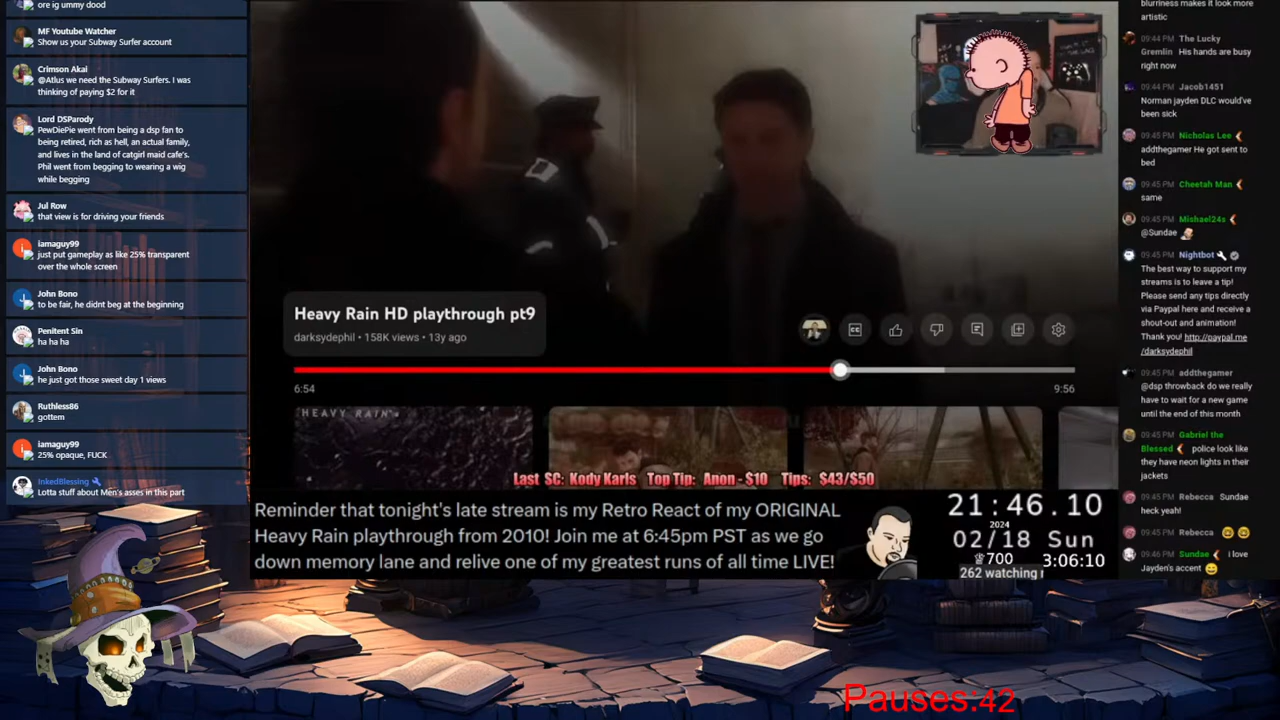 ore ig ummy dood
MF Youtube Watcher
Show us your Subway Surfer account
Crimson Akai
@Atlus we need the Subway Surfers. I was
thinking of paying $2 for it
Lord DSParody
PewDiePie went from being a dsp fan to
being retired, rich as hell, an actual family,
and lives in the land of catgirl maid cafe's.
Phil went from begging to wearing a wig
while begging
Jul Row
that view is for driving your friends
iamaguy99
just put gameplay as like 25% transparent
over the whole screen
John Bono
to be fair, he didnt beg at the beginning
Penitent Sin
ha ha ha
John Bono
he just got those sweet day 1 views
Ruthless86
gottem
iamaguy99
25% opaque, FUCK
InkedBlessing
Lotta stuff about Men's asses in this part
Heavy Rain HD playthrough pt9
darksydephil • 158K views • 13y ago
CC
6:54
9:56
HEAVY RAIN
Last SC: Kody Karls Top Tip: Anon - $10 Tips: $43/$50
Reminder that tonight's late stream is my Retro React of my ORIGINAL
Heavy Rain playthrough from 2010! Join me at 6:45pm PST as we go
down memory lane and relive one of my greatest runs of all time LIVE!
21:46.10
2024
02/18 Sun
700
3:06:10
262 watching
blurriness makes it look more
artistic
09:44 PM The Lucky
Gremlin His hands are busy
right now
09:44 PM Jacob1451
Norman jayden DLC would've
been sick
09:45 PM Nicholas Lee
addthegamer He got sent to
bed
09:45 PM Cheetah Man
same
09:45 PM Mishael24s
@Sundae
09:45 PM Nightbot
The best way to support my
streams is to leave a tip!
Please send any tips directly
via Paypal here and receive a
shout-out and animation!
Thank you! http://paypal.me
/darksydephil
09:45 PM addthegamer
@dsp throwback do we really
have to wait for a new game
until the end of this month
09:45 PM Gabriel the
Blessed police look like
they have neon lights in their
jackets
09:45 PM Rebecca Sundae
heck yeah!
09:45 PM Rebecca
09:46 PM Sundae i love
Jayden's accent
Pauses:42